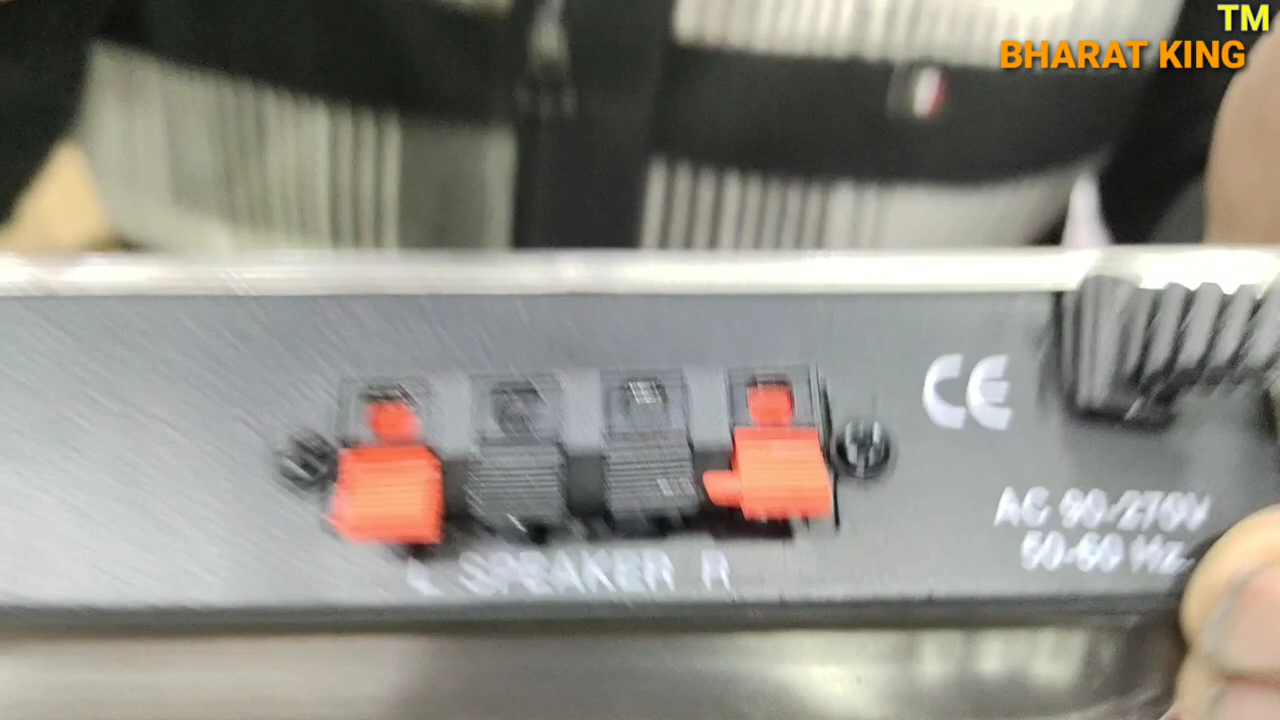 TM
BHARAT KING
CE
AC 90/270V
50-60 Hz.
L SPEAKER R